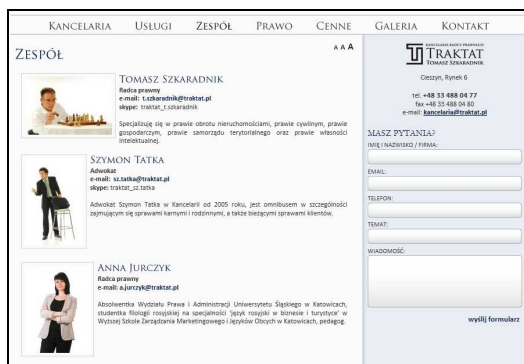 KANCELARIA USŁUGI ZESPÓŁ PRAWO CENNE GALERIA KONTAKT
ZESPÓŁ
A A A
TOMASZ SZKARADNIK
Radca prawny
e-mail: t.szkaradnik@traktat.pl
skype: traktat_t.szkaradnik
Specjalizuję się w prawie obrotu nieruchomościami, prawie cywilnym, prawie
gospodarczym, prawie samorządu terytorialnego oraz prawie własności
intelektualnej.
SZYMON TATKA
Adwokat
e-mail: sz.tatka@traktat.pl
skype: traktat_sz.tatka
Adwokat Szymon Tatka w Kancelarii od 2005 roku, jest omnibusem w szczególności
zajmującym się sprawami karnymi i rodzinnymi, a także bieżącymi sprawami klientów.
ANNA JURCZYK
Radca prawny
e-mail: a.jurczyk@traktat.pl
Absolwentka Wydziału Prawa i Administracji Uniwersytetu Śląskiego w Katowicach,
studentka filologii rosyjskiej na specjalności 'język rosyjski w biznesie i turystyce' w
Wyższej Szkole Zarządzania Marketingowego i Języków Obcych w Katowicach, pedagog.
KANCELARIA RADCY PRAWNEGO
TRAKTAT
TOMASZ SZKARADNIK
Cieszyn, Rynek 6
tel. +48 33 488 04 77
fax +48 33 488 04 80
e-mail: kancelaria@traktat.pl
MASZ PYTANIA?
IMIĘ I NAZWISKO / FIRMA:
EMAIL:
TELEFON:
TEMAT:
WIADOMOŚĆ:
wyślij formularz